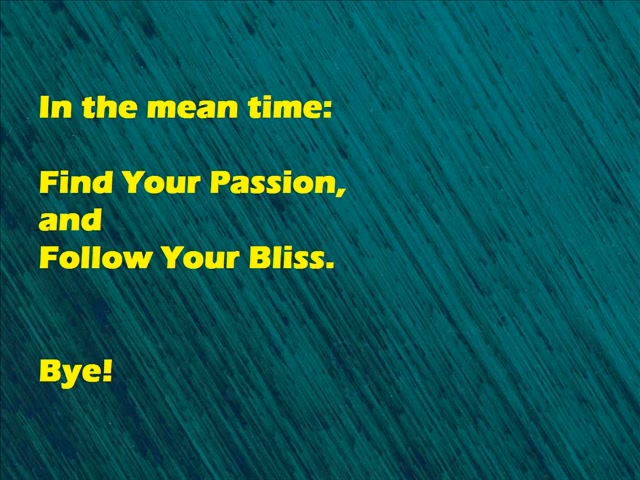 In the mean time:
Find Your Passion,
and
Follow Your Bliss.
Bye!